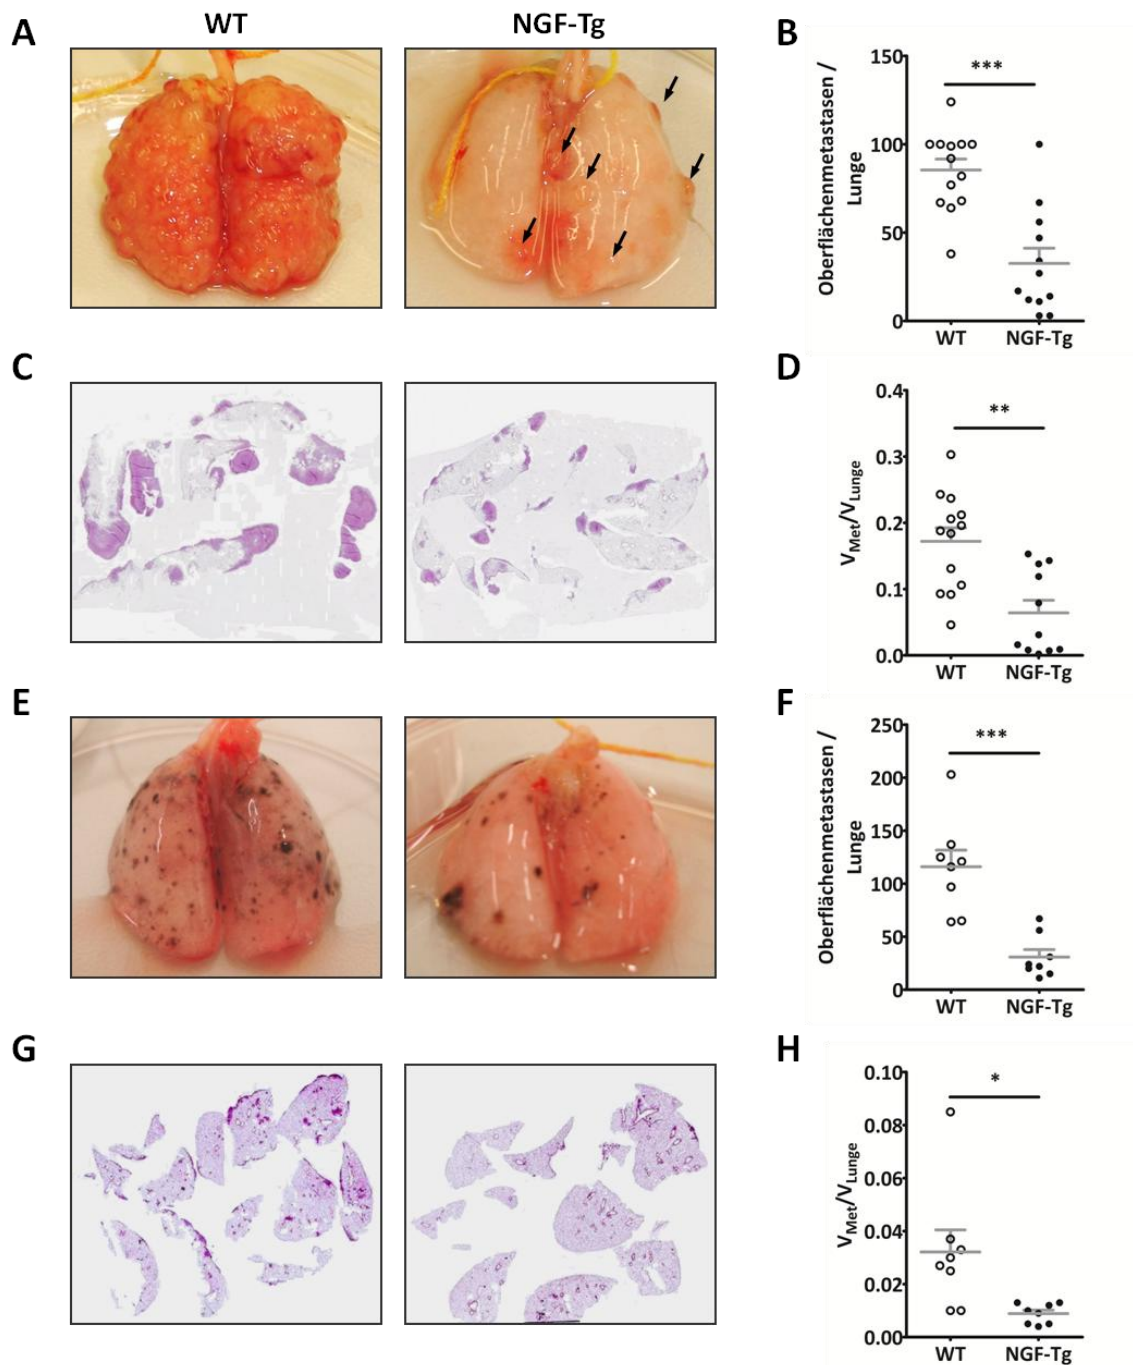 WT NGF-Tg
A
B
Oberflächenmetastasen /
Lunge
150
100
50
0
***
WT NGF-Tg
C
D
VMet/VLunge
0.4
0.3
0.2
0.1
0.0
**
WT NGF-Tg
E
F
Oberflächenmetastasen /
Lunge
250
200
150
100
50
0
***
WT NGF-Tg
G
H
VMet/VLunge
0.10
0.08
0.06
0.04
0.02
0.00
*
WT NGF-Tg